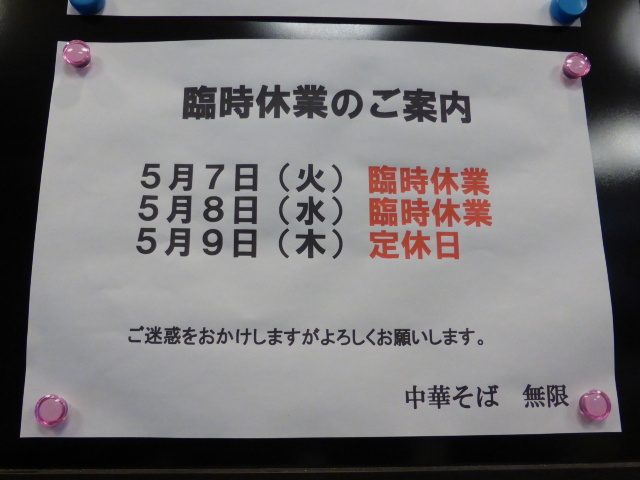 臨時休業のご案内
５月７日（火）臨時休業
５月８日（水）臨時休業
５月９日（木）定休日
ご迷惑をおかけしますがよろしくお願いします。
中華そば　無限